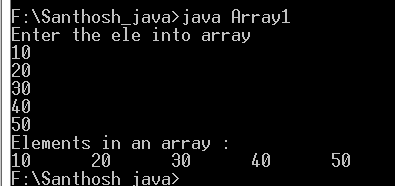 F:\Santhosh_java>java Array1
Enter the ele into array
10
20
30
40
50
Elements in an array :
10 20 30 40 50
F:\Santhosh_java>